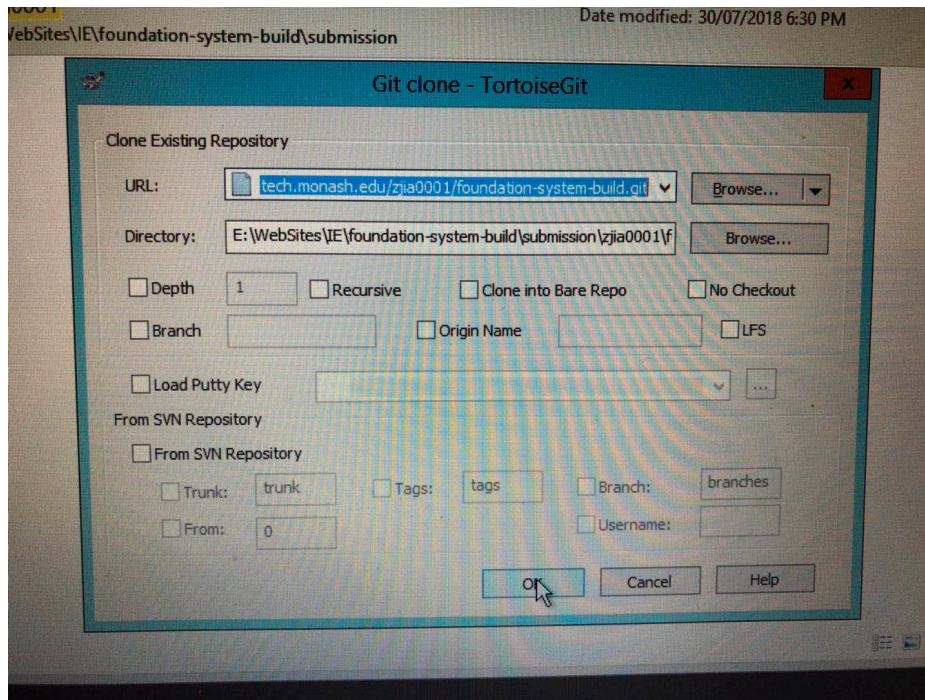 0001
Date modified: 30/07/2018 6:30 PM
WebSites\IE\foundation-system-build\submission
Git clone - TortoiseGit
X
Clone Existing Repository
URL: tech.monash.edu/zjia0001/foundation-system-build.git Browse...
Directory: E:\WebSites\IE\foundation-system-build\submission\zjia0001\f Browse...
Depth 1 Recursive Clone into Bare Repo No Checkout
Branch Origin Name LFS
Load Putty Key ...
From SVN Repository
From SVN Repository
Trunk: trunk Tags: tags Branch: branches
From: 0 Username:
OK Cancel Help